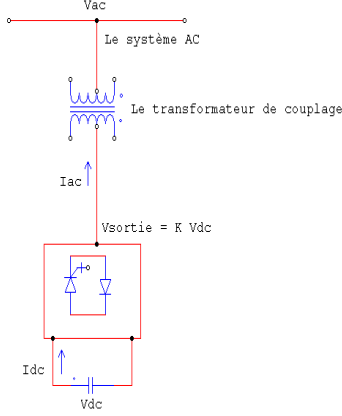 Vac
Le système AC
Le transformateur de couplage
Iac
Vsortie = K Vdc
Idc
Vdc